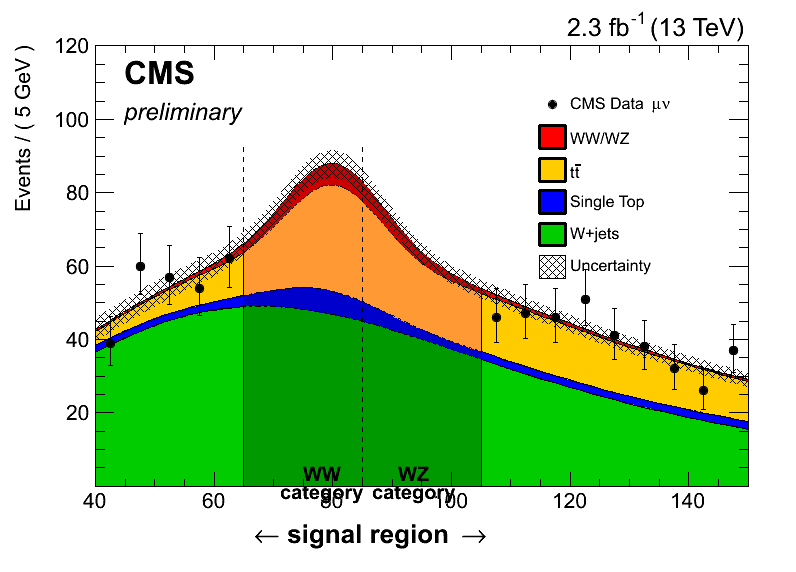 2.3 fb⁻¹ (13 TeV)
Events / ( 5 GeV )
120
100
80
60
40
20
CMS
preliminary
CMS Data μν
WW/WZ
tt̄
Single Top
W+jets
Uncertainty
WW category
WZ category
40 60 80 100 120 140
← signal region →